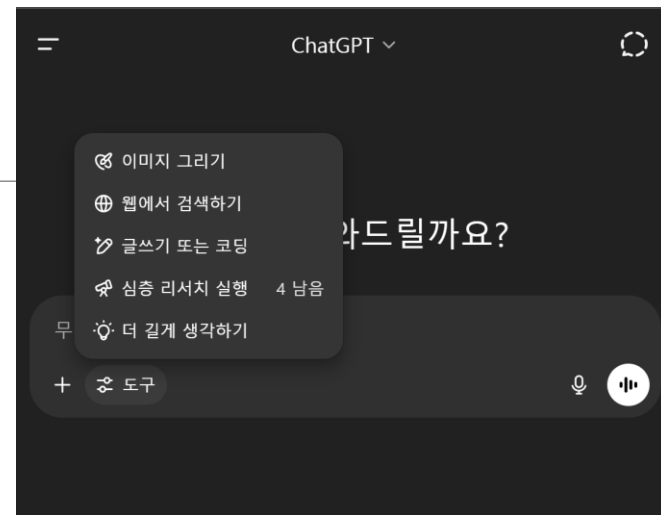 ChatGPT
이미지 그리기
웹에서 검색하기
글쓰기 또는 코딩
심층 리서치 실행 4 남음
더 길게 생각하기
와드릴까요?
무
도구